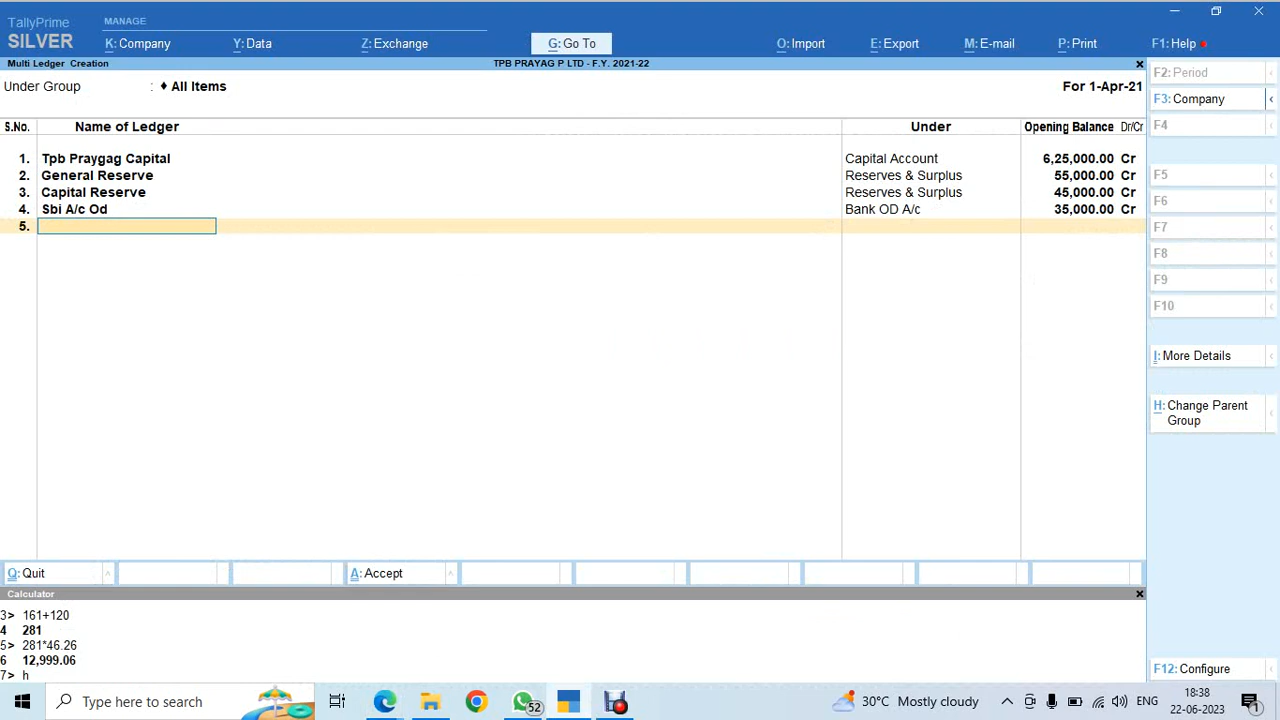 TallyPrime
SILVER
MANAGE
K: Company
Y: Data
Z: Exchange
G: Go To
O: Import
E: Export
M: E-mail
P: Print
F1: Help
Multi Ledger Creation
TPB PRAYAG P LTD - F.Y. 2021-22
Under Group : ♦ All Items
For 1-Apr-21
S.No. Name of Ledger Under Opening Balance Dr/Cr
1. Tpb Praygag Capital Capital Account 6,25,000.00 Cr
2. General Reserve Reserves & Surplus 55,000.00 Cr
3. Capital Reserve Reserves & Surplus 45,000.00 Cr
4. Sbi A/c Od Bank OD A/c 35,000.00 Cr
5.
F2: Period
F3: Company
F4
F5
F6
F7
F8
F9
F10
I: More Details
H: Change Parent
Group
F12: Configure
Q: Quit
A: Accept
Calculator
3> 161+120
4 281
5> 281*46.26
6 12,999.06
7> h
Type here to search
52
30°C Mostly cloudy
ENG
18:38
22-06-2023
1